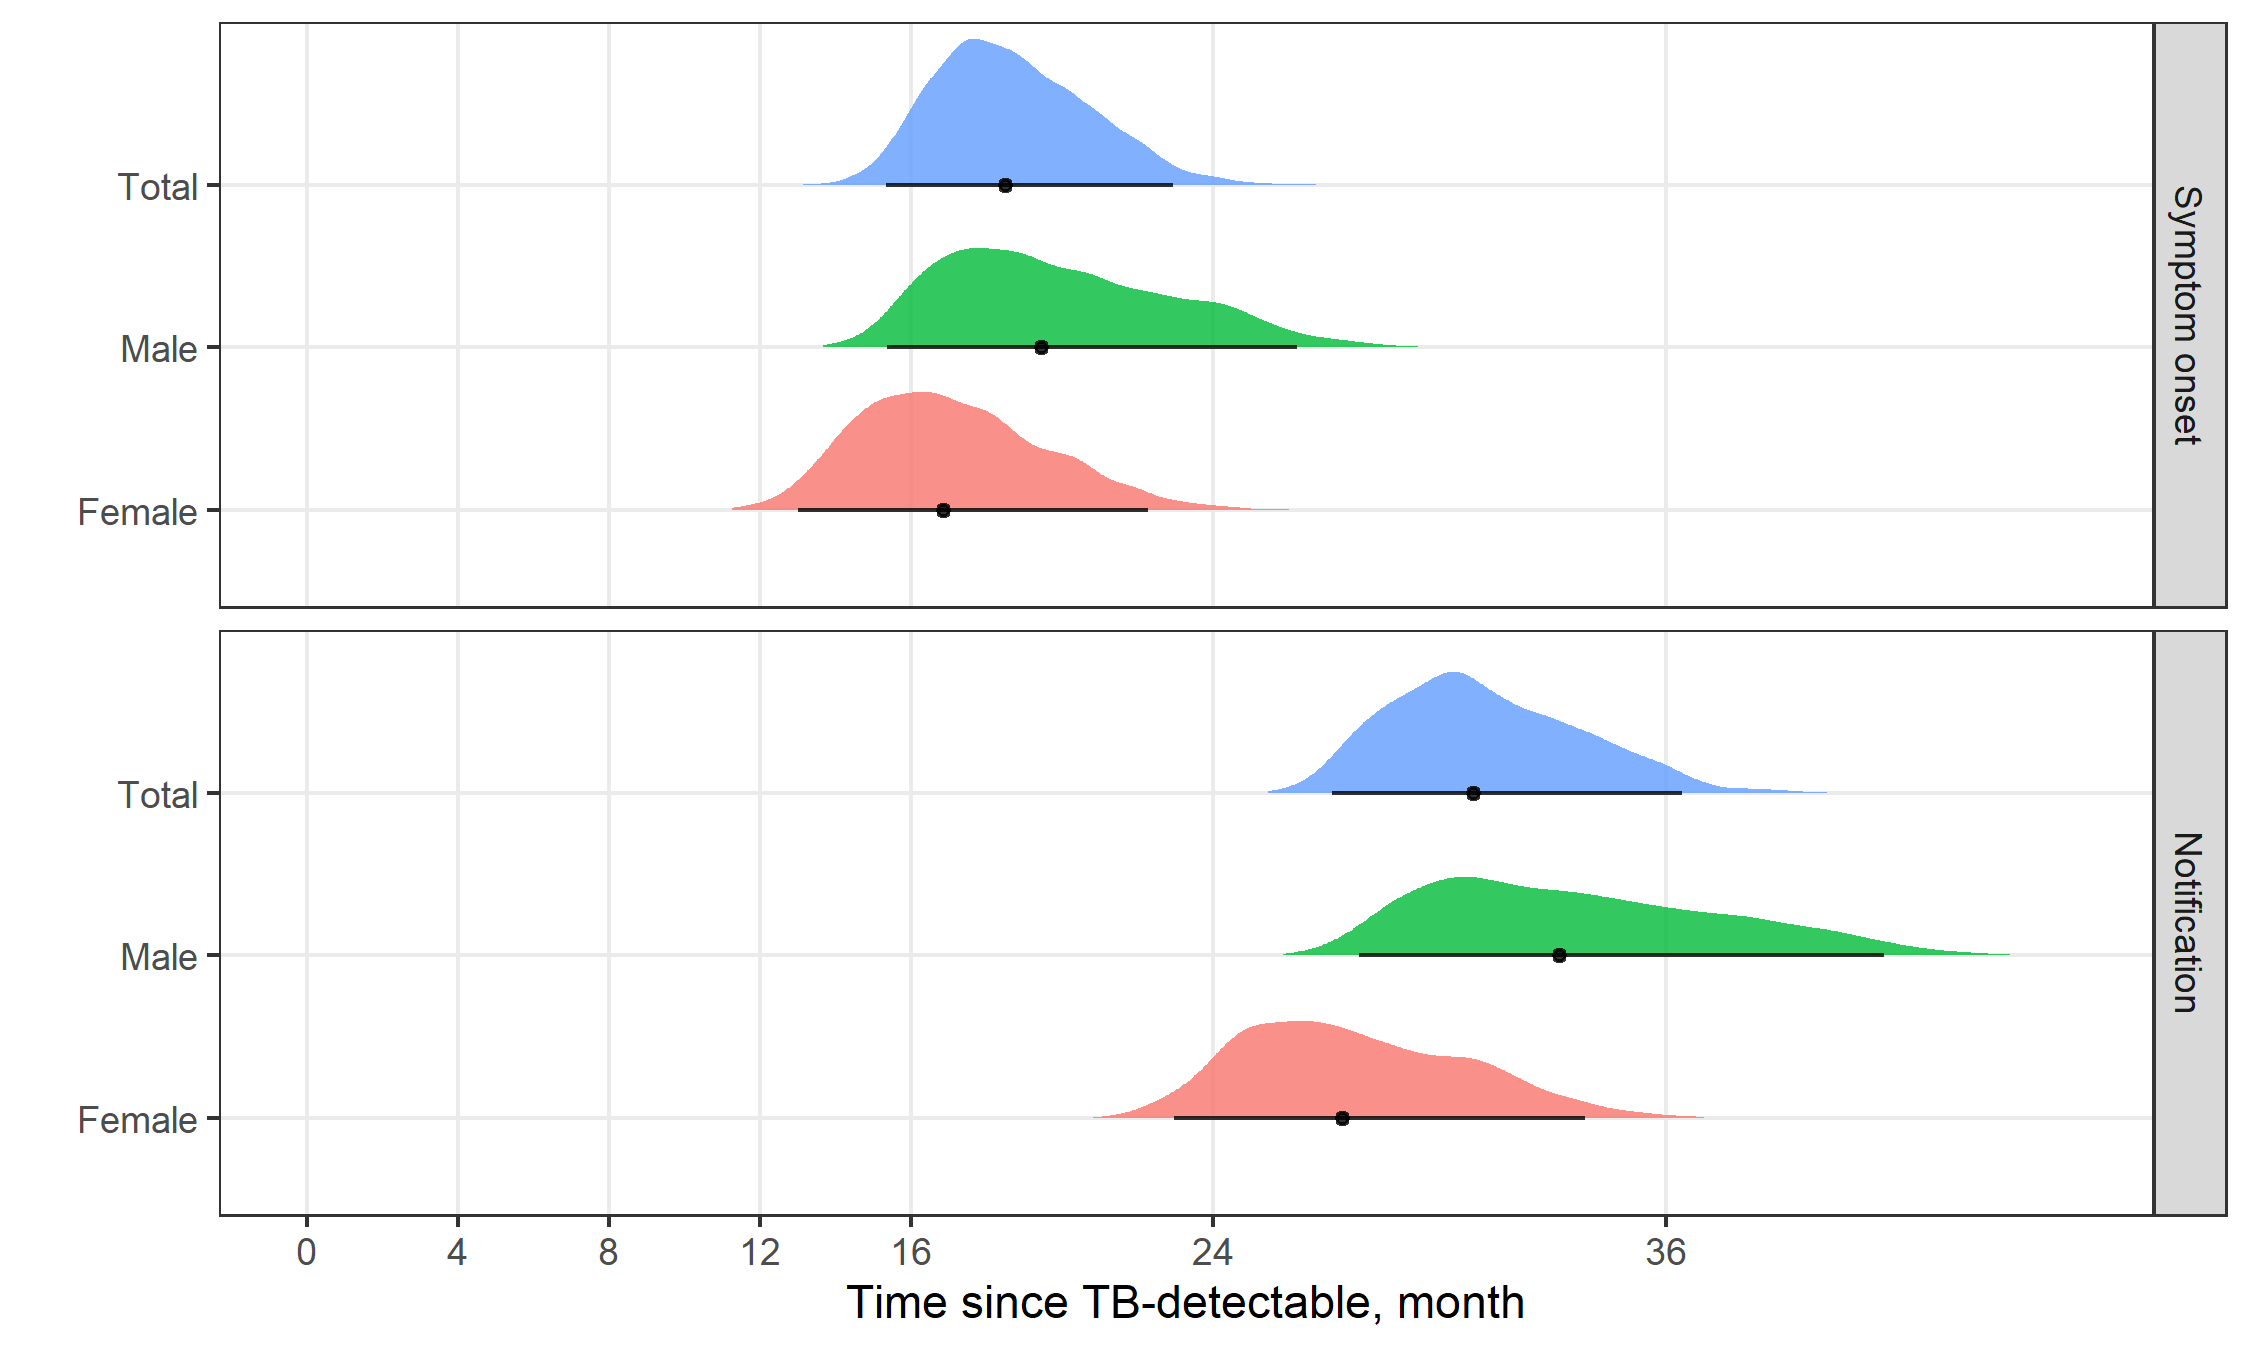 Total
Male
Female
Symptom onset
Total
Male
Female
Notification
0 4 8 12 16 24 36
Time since TB-detectable, month